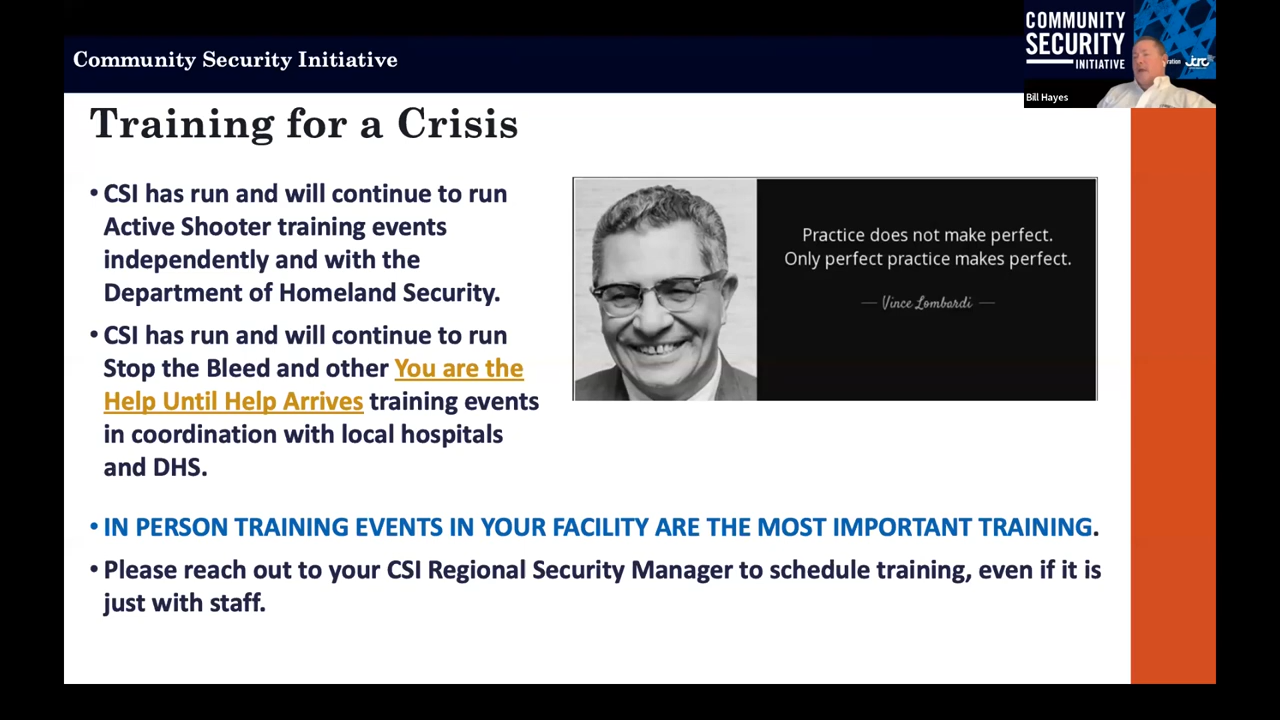 Community Security Initiative
COMMUNITY
SECURITY
INITIATIVE
ration
jcrc
Bill Hayes
Training for a Crisis
• CSI has run and will continue to run
Active Shooter training events
independently and with the
Department of Homeland Security.
• CSI has run and will continue to run
Stop the Bleed and other You are the
Help Until Help Arrives training events
in coordination with local hospitals
and DHS.
Practice does not make perfect.
Only perfect practice makes perfect.
— Vince Lombardi —
• IN PERSON TRAINING EVENTS IN YOUR FACILITY ARE THE MOST IMPORTANT TRAINING.
• Please reach out to your CSI Regional Security Manager to schedule training, even if it is
just with staff.